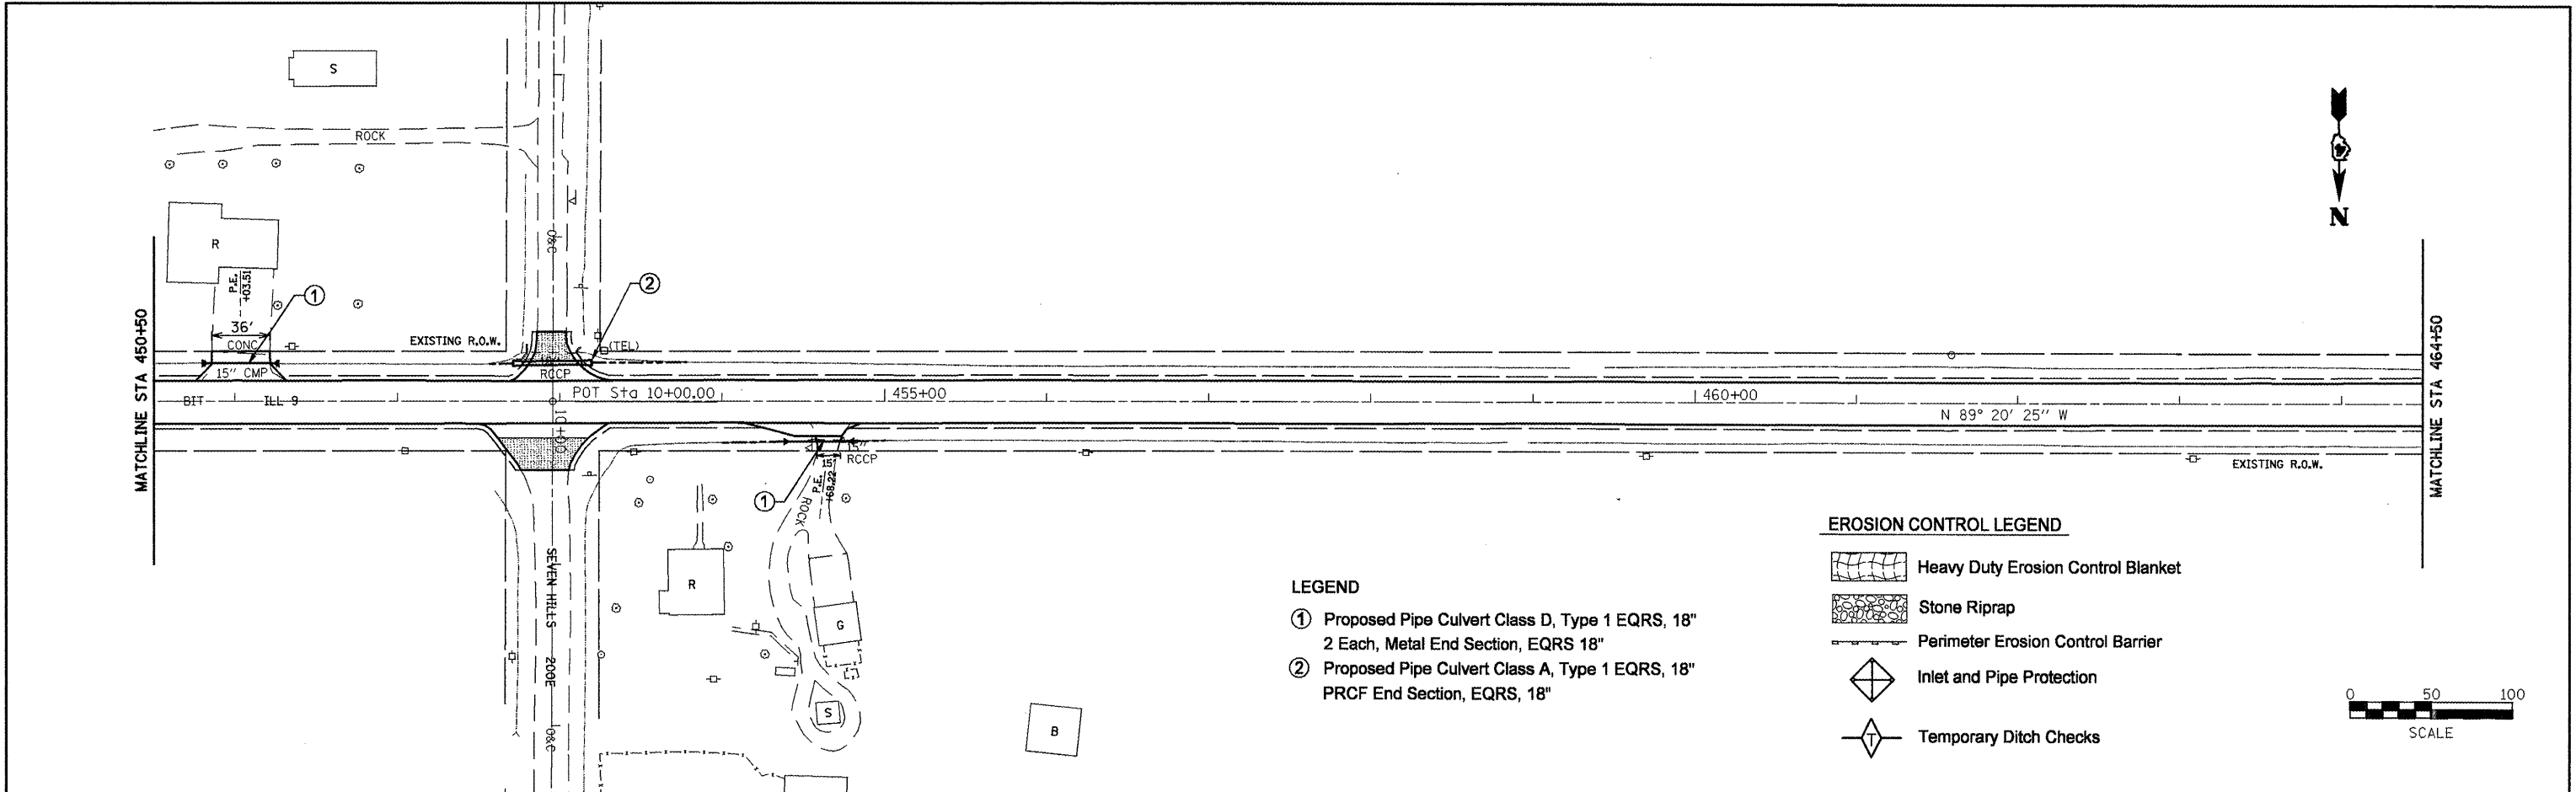 S
ROCK
R
P.E.
+03.51
1
2
36'
CONC
EXISTING R.O.W.
(TEL)
15" CMP
RCCP
O&C
N
MATCHLINE STA 450+50
MATCHLINE STA 464+50
BIT
ILL 9
POT Sta 10+00.00
10+00
455+00
460+00
N 89° 20' 25" W
15"
RCCP
15'
P.E.
+68.22
1
ROCK
EXISTING R.O.W.
SEVEN HILLS 200E
O&C
R
G
S
B
LEGEND
1 Proposed Pipe Culvert Class D, Type 1 EQRS, 18"
2 Each, Metal End Section, EQRS 18"
2 Proposed Pipe Culvert Class A, Type 1 EQRS, 18"
PRCF End Section, EQRS, 18"
EROSION CONTROL LEGEND
Heavy Duty Erosion Control Blanket
Stone Riprap
Perimeter Erosion Control Barrier
Inlet and Pipe Protection
T
Temporary Ditch Checks
0 50 100
SCALE